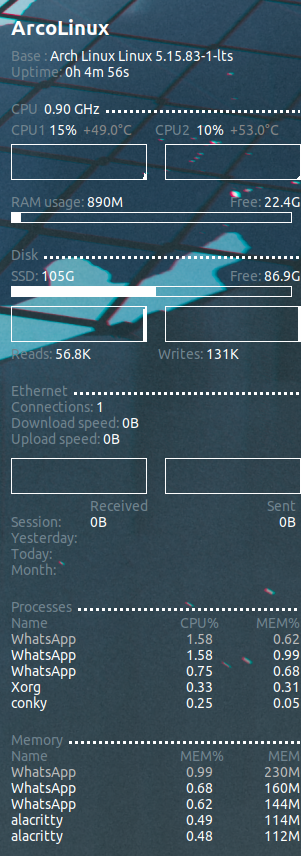 ArcoLinux
Base : Arch Linux Linux 5.15.83-1-lts
Uptime: 0h 4m 56s
CPU 0.90 GHz
CPU1 15% +49.0°C CPU2 10% +53.0°C
RAM usage: 890M Free: 22.4G
Disk
SSD: 105G Free: 86.9G
Reads: 56.8K Writes: 131K
Ethernet
Connections: 1
Download speed: 0B
Upload speed: 0B
Received Sent
Session: 0B 0B
Yesterday:
Today:
Month:
Processes
Name CPU% MEM%
WhatsApp 1.58 0.62
WhatsApp 1.58 0.99
WhatsApp 0.75 0.68
Xorg 0.33 0.31
conky 0.25 0.05
Memory
Name MEM% MEM
WhatsApp 0.99 230M
WhatsApp 0.68 160M
WhatsApp 0.62 144M
alacritty 0.49 114M
alacritty 0.48 112M